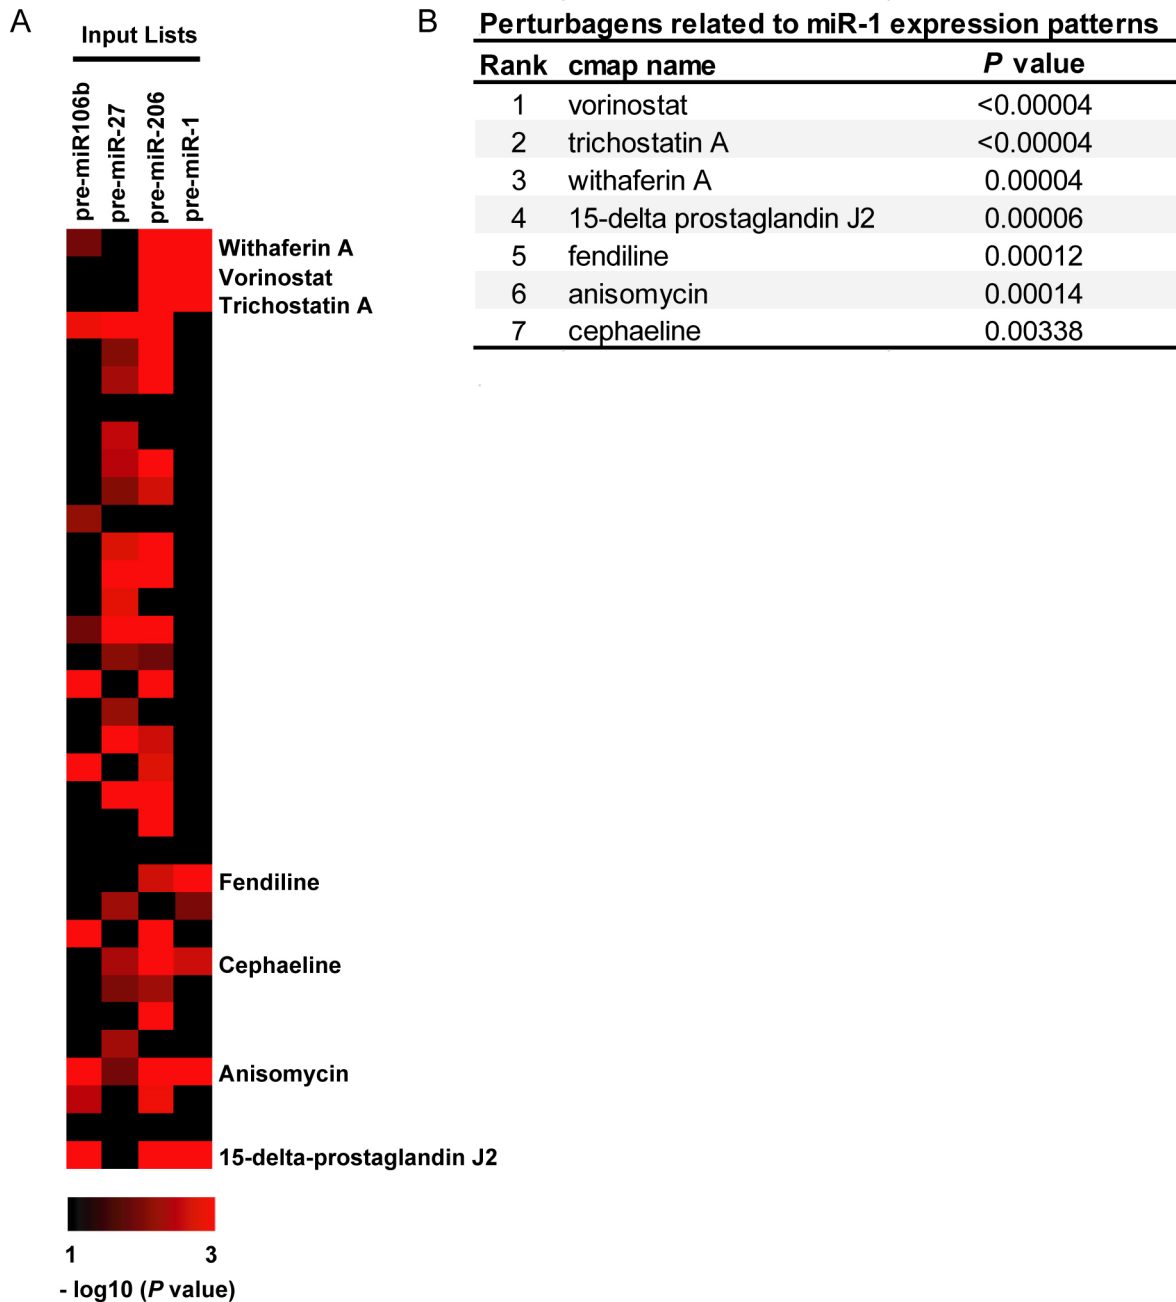 A
Input Lists
pre-miR106b
pre-miR-27
pre-miR-206
pre-miR-1
Withaferin A
Vorinostat
Trichostatin A
Fendiline
Cephaeline
Anisomycin
15-delta-prostaglandin J2
1 3
- log10 (P value)
B
Perturbagens related to miR-1 expression patterns
Rank cmap name P value
1 vorinostat <0.00004
2 trichostatin A <0.00004
3 withaferin A 0.00004
4 15-delta prostaglandin J2 0.00006
5 fendiline 0.00012
6 anisomycin 0.00014
7 cephaeline 0.00338